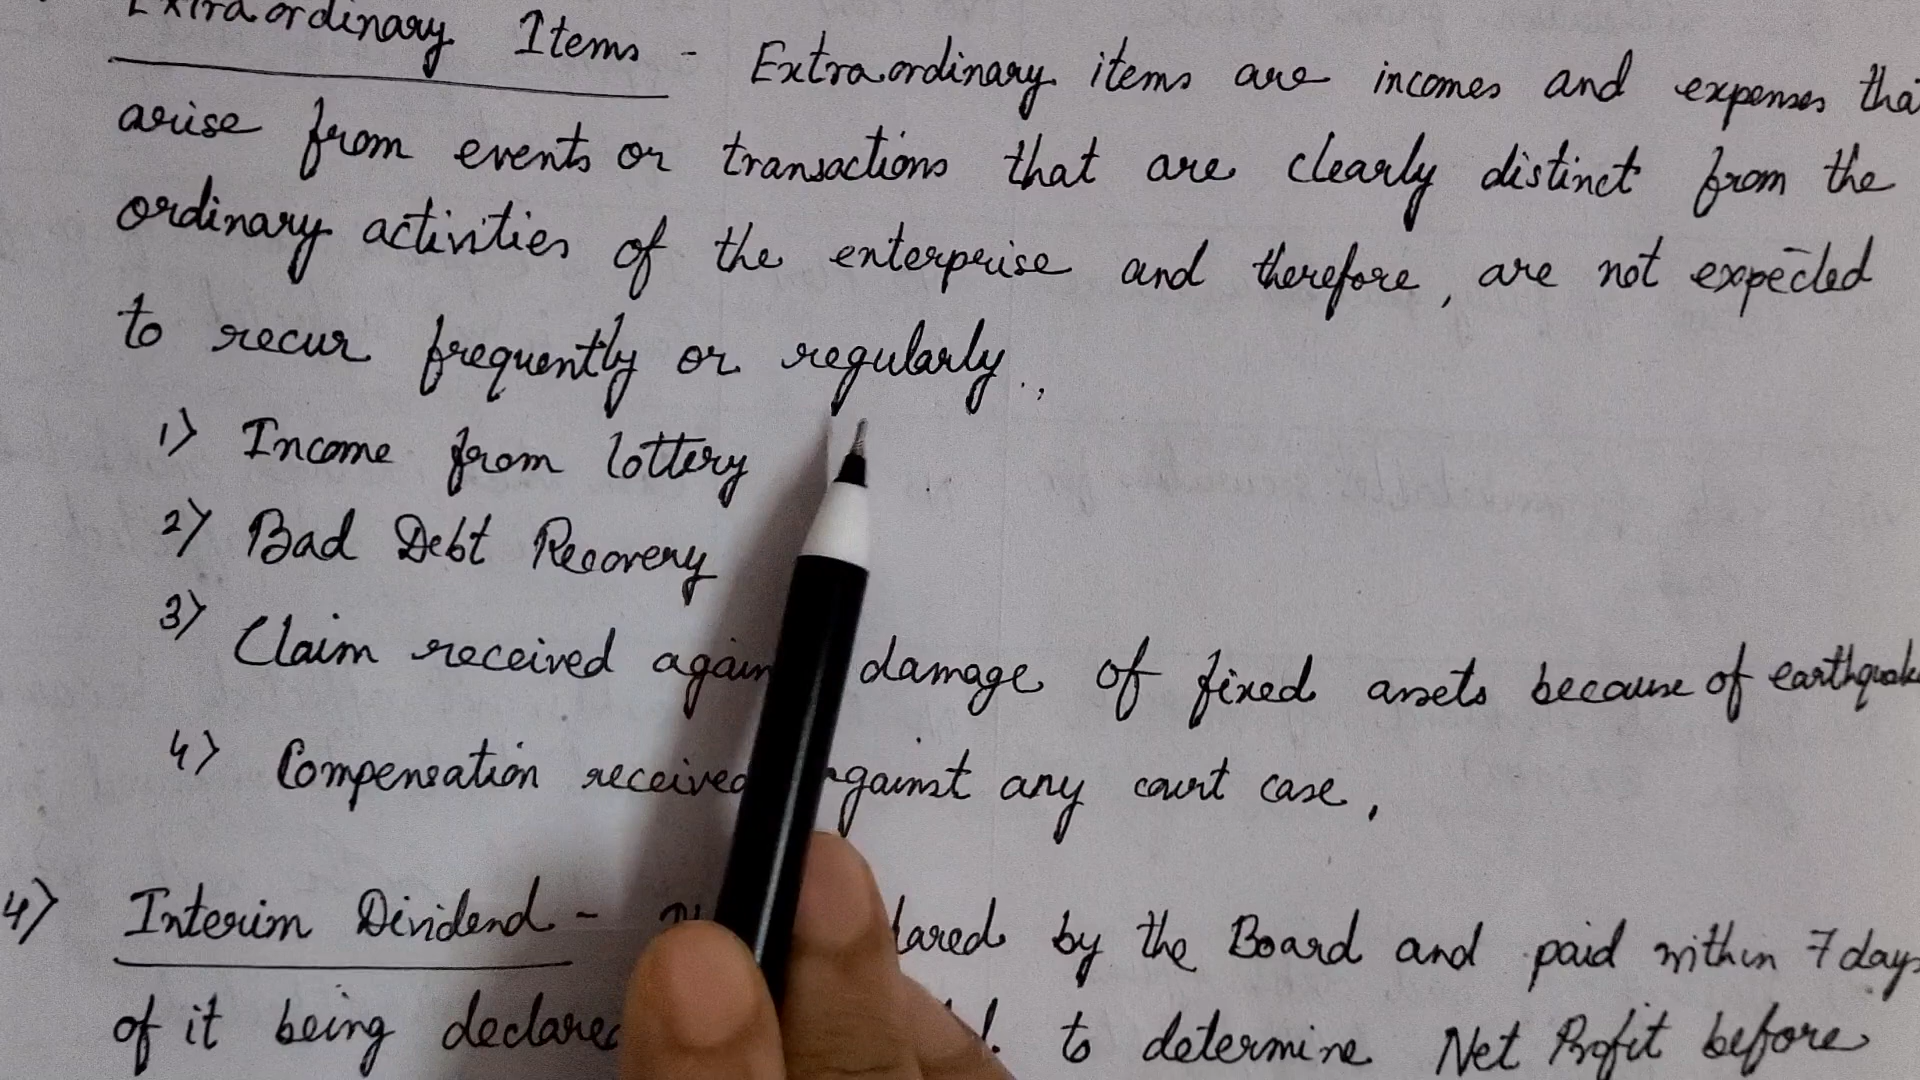 Extraordinary Items - Extraordinary items are incomes and expenses
arise from events or transactions that are clearly distinct from the
ordinary activities of the enterprise and therefore, are not expected
to recur frequently or regularly.
1) Income from lottery
2) Bad Debt Recovery
3) Claim received damage of fixed assets because of
4) Compensation received any court case.
4) Interim Dividend - by the Board and paid within 7 days
of it being to determine Net Profit before